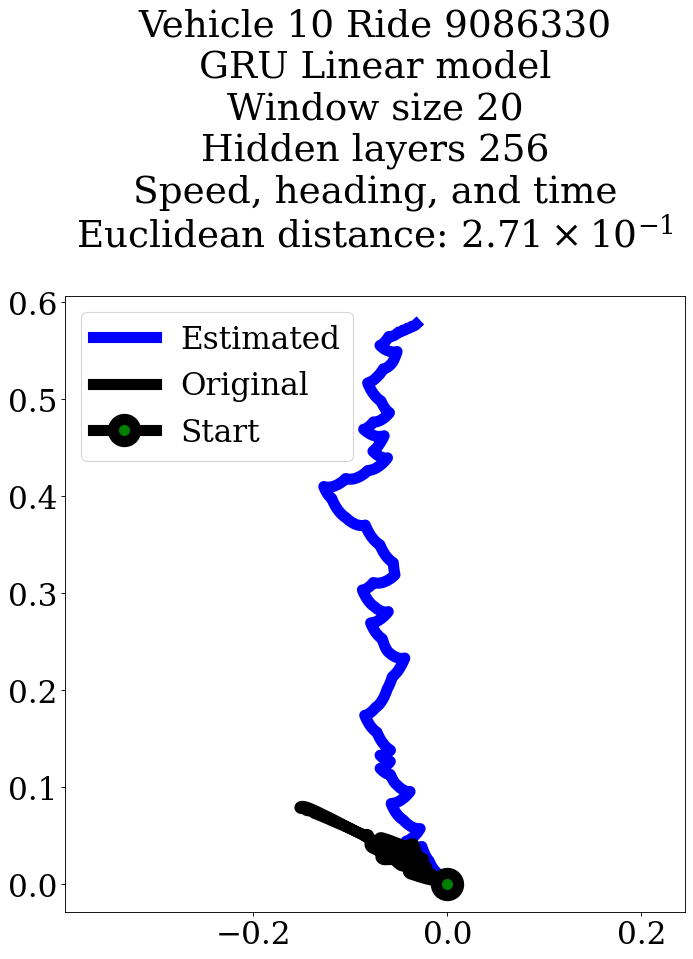 Vehicle 10 Ride 9086330
GRU Linear model
Window size 20
Hidden layers 256
Speed, heading, and time
Euclidean distance: 2.71 × 10⁻¹
Estimated
Original
Start
0.6
0.5
0.4
0.3
0.2
0.1
0.0
−0.2
0.0
0.2